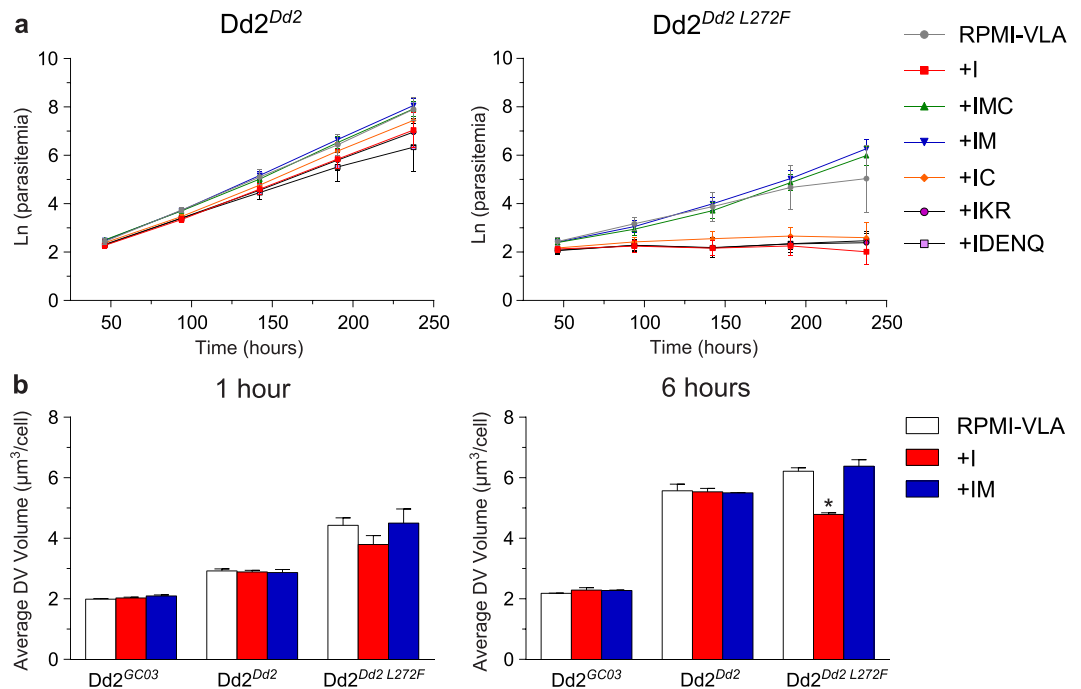 a
Dd2^Dd2
Dd2^Dd2 L272F
Ln (parasitemia)
10
8
6
4
2
0
50 100 150 200 250
Time (hours)
Ln (parasitemia)
10
8
6
4
2
0
50 100 150 200 250
Time (hours)
RPMI-VLA
+I
+IMC
+IM
+IC
+IKR
+IDENQ
b
1 hour
6 hours
Average DV Volume (µm³/cell)
8
6
4
2
0
Dd2^GC03 Dd2^Dd2 Dd2^Dd2 L272F
Average DV Volume (µm³/cell)
8
6
4
2
0
*
Dd2^GC03 Dd2^Dd2 Dd2^Dd2 L272F
RPMI-VLA
+I
+IM